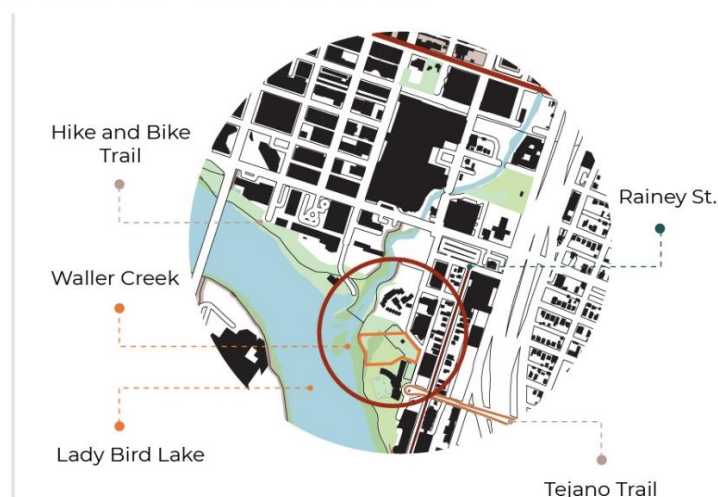 Hike and Bike
Trail
Rainey St.
Waller Creek
Lady Bird Lake
Tejano Trail